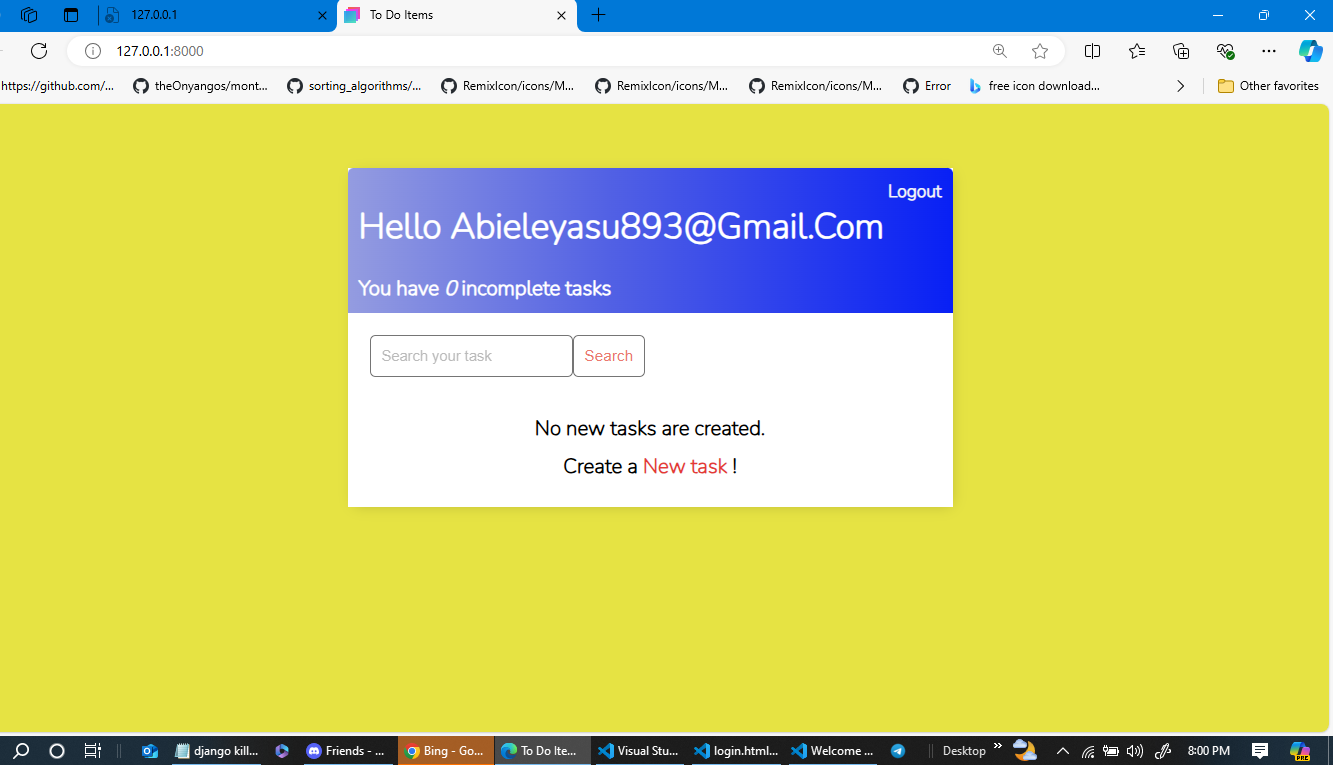 127.0.0.1
To Do Items
127.0.0.1:8000
https://github.com/...
theOnyangos/mont...
sorting_algorithms/...
RemixIcon/icons/M...
RemixIcon/icons/M...
RemixIcon/icons/M...
Error
free icon download...
Other favorites
Logout
Hello Abieleyasu893@Gmail.Com
You have 0 incomplete tasks
Search your task
Search
No new tasks are created.
Create a New task !
django kill...
Friends - ...
Bing - Go...
To Do Ite...
Visual Stu...
login.html...
Welcome ...
Desktop
8:00 PM
PRE